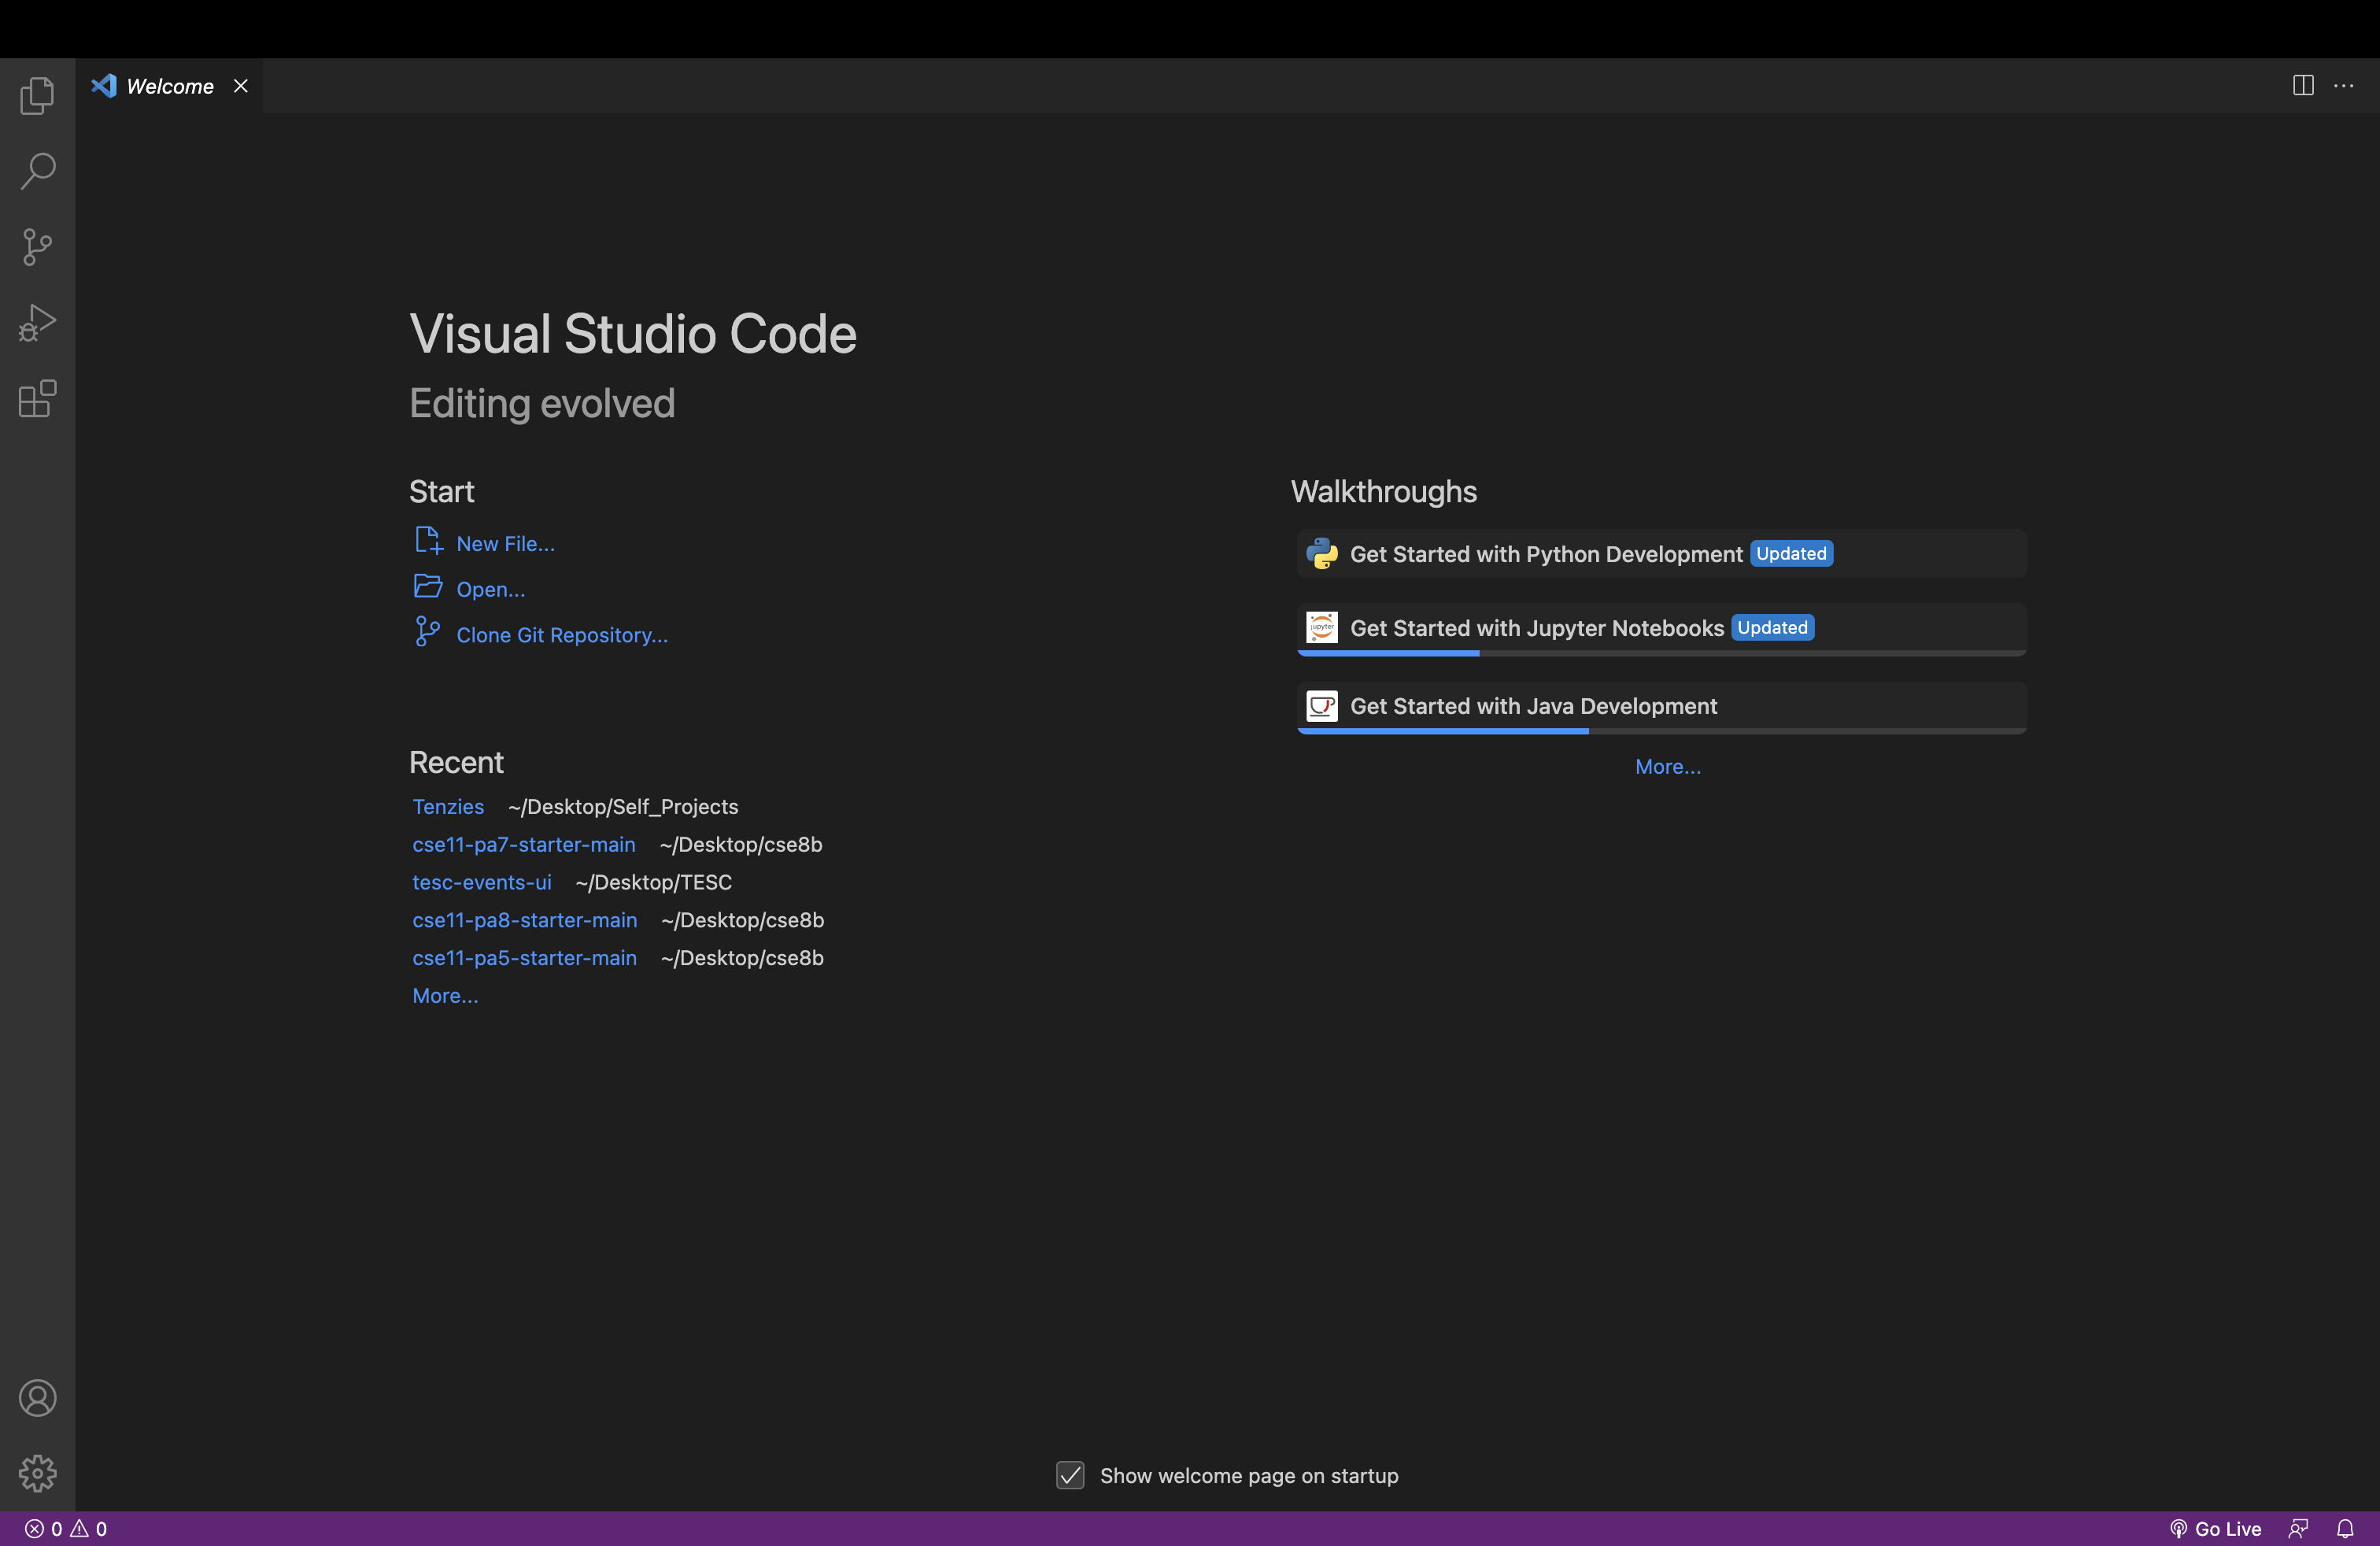 Welcome
Visual Studio Code
Editing evolved
Start
New File...
Open...
Clone Git Repository...
Recent
Tenzies ~/Desktop/Self_Projects
cse11-pa7-starter-main ~/Desktop/cse8b
tesc-events-ui ~/Desktop/TESC
cse11-pa8-starter-main ~/Desktop/cse8b
cse11-pa5-starter-main ~/Desktop/cse8b
More...
Walkthroughs
Get Started with Python Development Updated
jupyter
Get Started with Jupyter Notebooks Updated
Get Started with Java Development
More...
Show welcome page on startup
0 0
Go Live